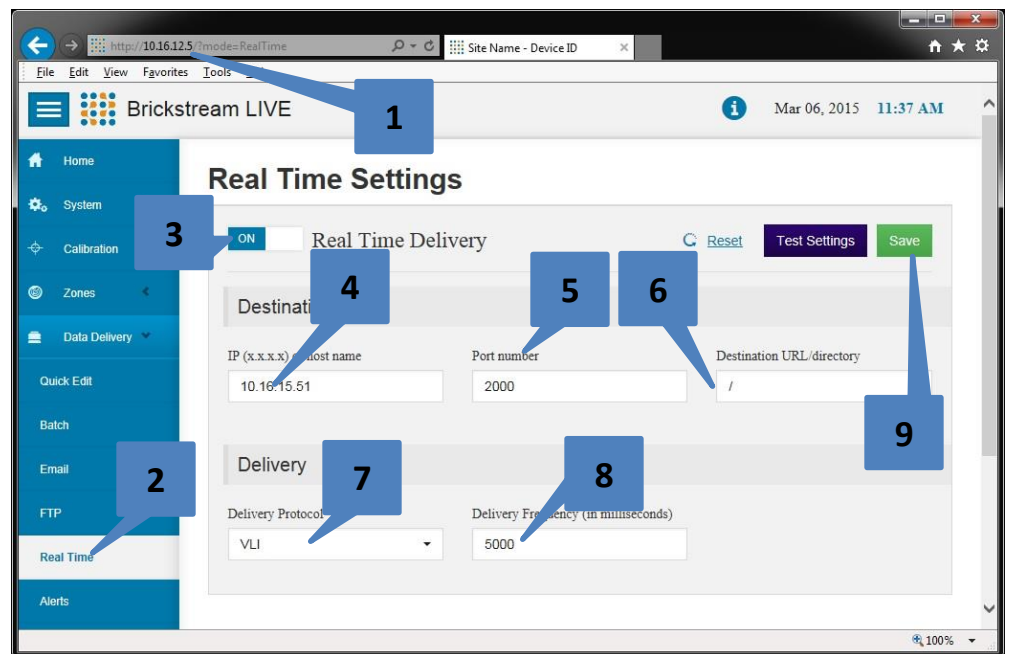 http://10.16.12.5/?mode=RealTime
Site Name - Device ID
File Edit View Favorites Tools
Brickstream LIVE
Mar 06, 2015 11:37 AM
1
Home
System
Calibration
Zones
Data Delivery
Quick Edit
Batch
Email
FTP
Real Time
Alerts
2
Real Time Settings
3
ON
Real Time Delivery
Reset
Test Settings
Save
4
5
6
IP (x.x.x.x) host name
10.16.15.51
Port number
2000
Destination URL/directory
/
9
Delivery
7
8
Delivery Protocol
VLI
Delivery Frequency (in milliseconds)
5000
100%